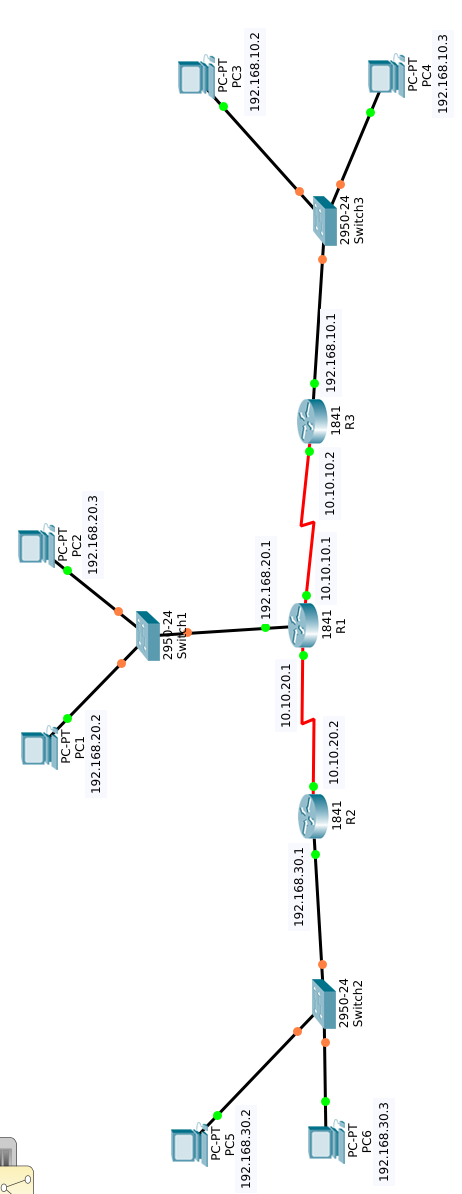 PC-PT
PC3
192.168.10.2
PC-PT
PC4
192.168.10.3
2950-24
Switch3
192.168.10.1
1841
R3
10.10.10.2
PC-PT
PC2
192.168.20.3
2950-24
Switch1
192.168.20.1
10.10.10.1
1841
R1
10.10.20.1
PC-PT
PC1
192.168.20.2
10.10.20.2
1841
R2
192.168.30.1
2950-24
Switch2
PC-PT
PC5
192.168.30.2
PC-PT
PC6
192.168.30.3